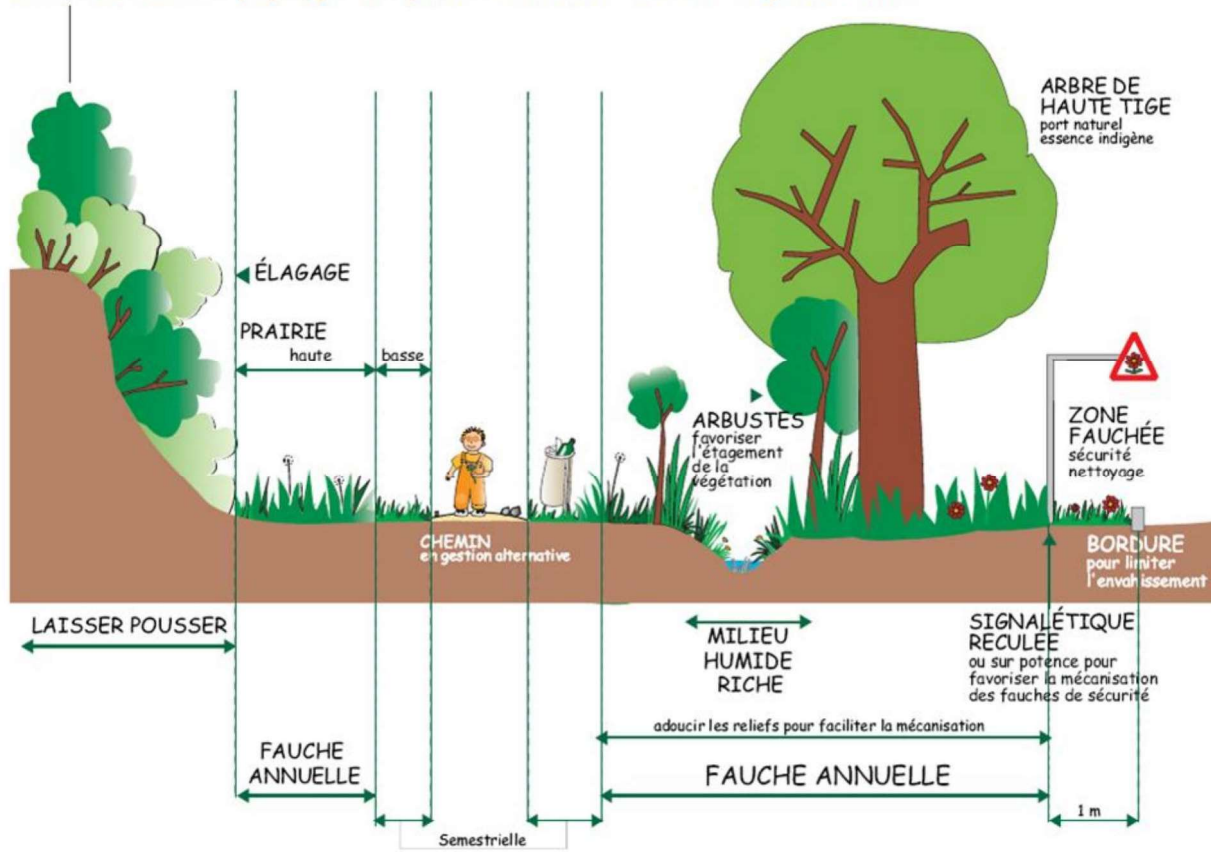 ARBRE DE
HAUTE TIGE
port naturel
essence indigène
ÉLAGAGE
PRAIRIE
haute
basse
ARBUSTES
favoriser
l'étagement
de la
végétation
ZONE
FAUCHÉE
sécurité
nettoyage
CHEMIN
en gestion alternative
BORDURE
pour limiter
l'envahissement
LAISSER POUSSER
MILIEU
HUMIDE
RICHE
SIGNALÉTIQUE
RECULÉE
ou sur potence pour
favoriser la mécanisation
des fauches de sécurité
adoucir les reliefs pour faciliter la mécanisation
FAUCHE
ANNUELLE
FAUCHE ANNUELLE
1 m
Semestrielle